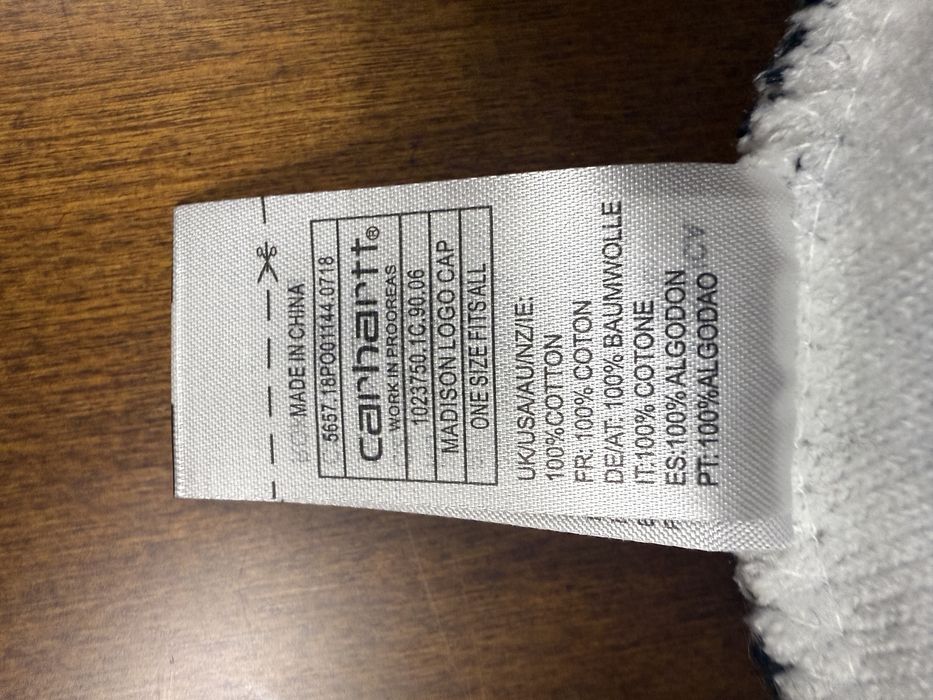 MADE IN CHINA
5657.18PO01144.0718
carhartt®
WORK IN PROOREAS
1023750.1C.90.06
MADISON LOGO CAP
ONE SIZE FITS ALL
UK/USA/AU/NZ/IE:
100%COTTON
FR:100% COTON
DE/AT:100% BAUMWOLLE
IT:100% COTONE
ES:100%ALGODON
PT:100%ALGODAO